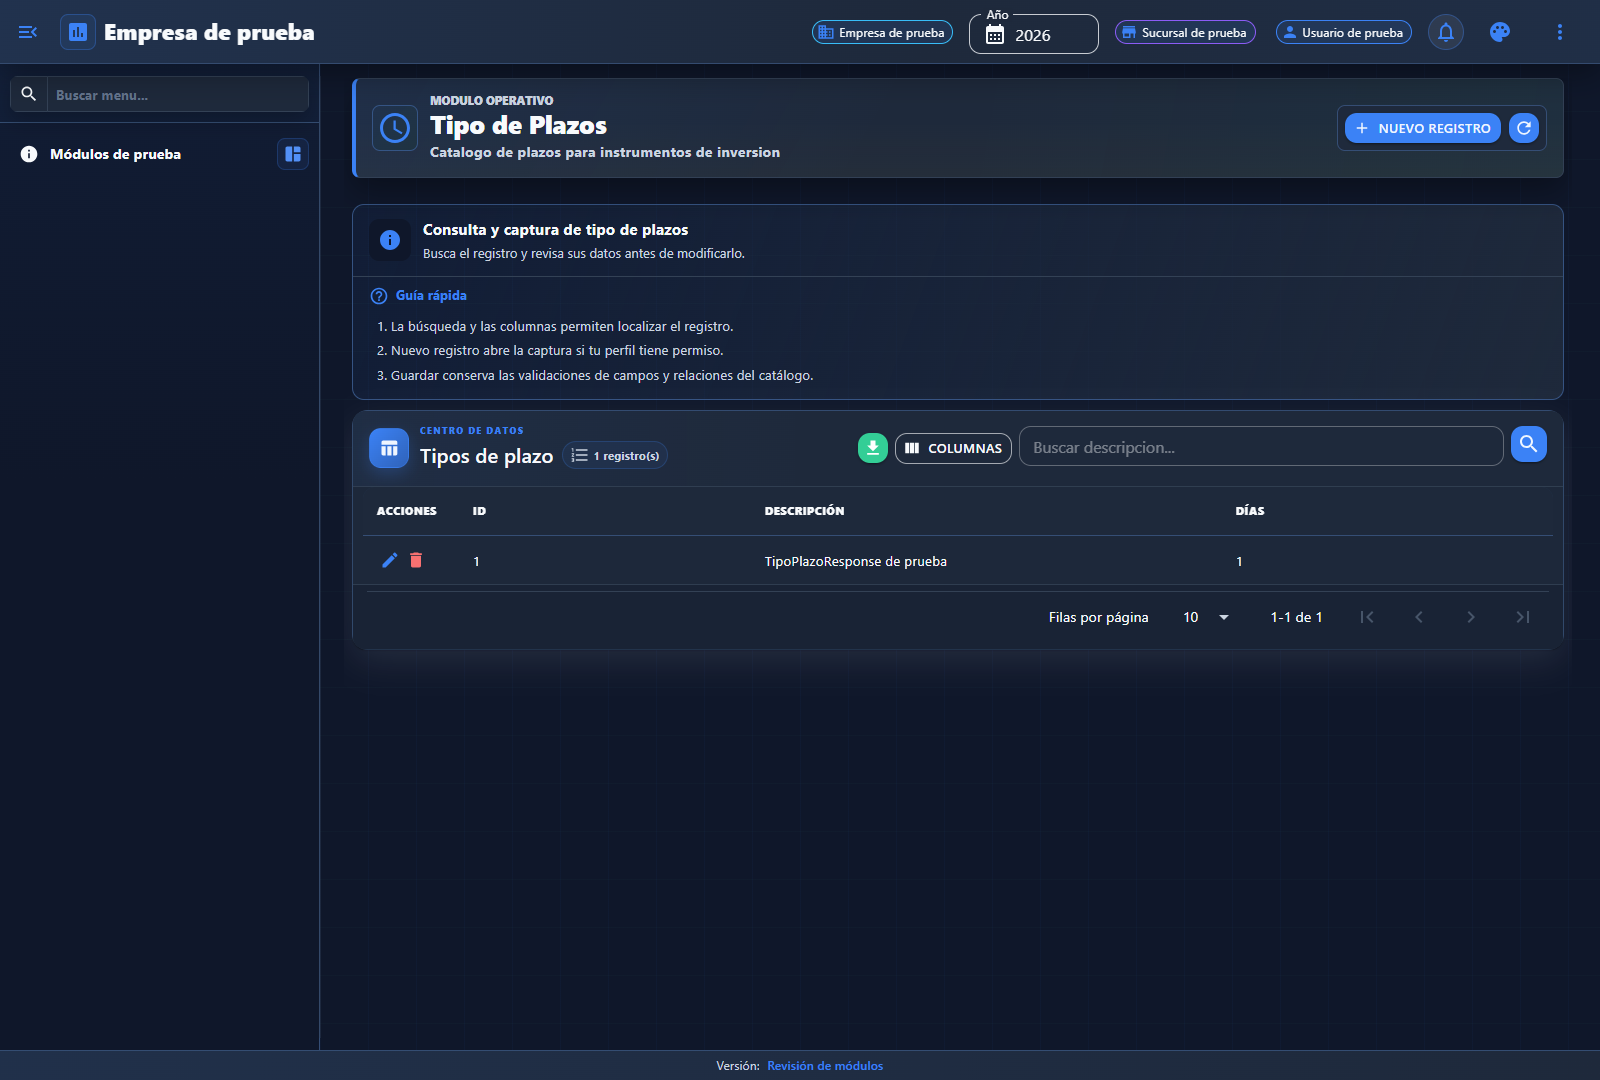 Empresa de prueba
Empresa de prueba
Año
2026
Sucursal de prueba
Usuario de prueba
Buscar menu...
Módulos de prueba
MODULO OPERATIVO
Tipo de Plazos
Catalogo de plazos para instrumentos de inversion
NUEVO REGISTRO
Consulta y captura de tipo de plazos
Busca el registro y revisa sus datos antes de modificarlo.
Guía rápida
1. La búsqueda y las columnas permiten localizar el registro.
2. Nuevo registro abre la captura si tu perfil tiene permiso.
3. Guardar conserva las validaciones de campos y relaciones del catálogo.
CENTRO DE DATOS
Tipos de plazo
1 registro(s)
COLUMNAS
Buscar descripcion...
ACCIONES ID DESCRIPCIÓN DÍAS
1 TipoPlazoResponse de prueba 1
Filas por página 10 1-1 de 1
Versión: Revisión de módulos